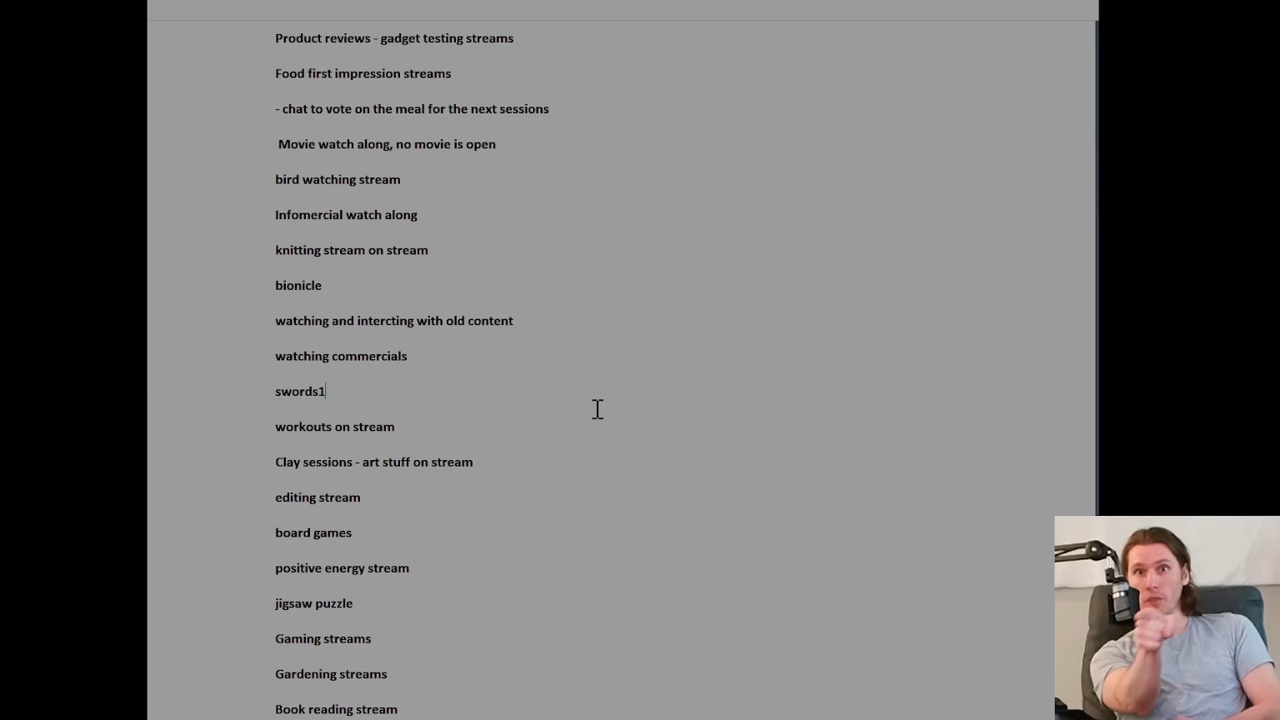 Product reviews - gadget testing streams
Food first impression streams
- chat to vote on the meal for the next sessions
Movie watch along, no movie is open
bird watching stream
Infomercial watch along
knitting stream on stream
bionicle
watching and intercting with old content
watching commercials
swords1
workouts on stream
Clay sessions - art stuff on stream
editing stream
board games
positive energy stream
jigsaw puzzle
Gaming streams
Gardening streams
Book reading stream